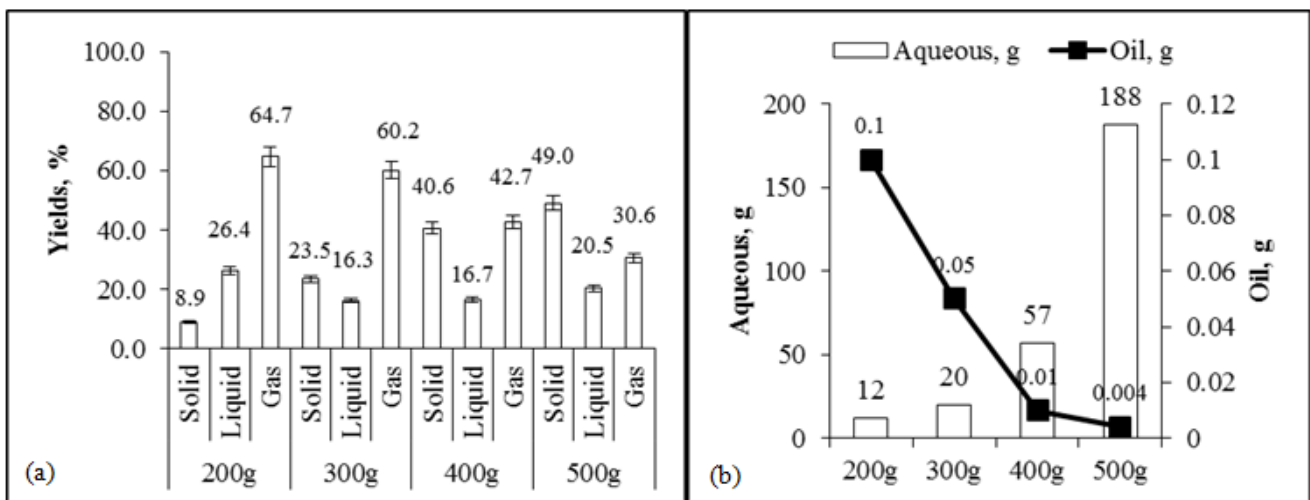 100.0
80.0
60.0
40.0
20.0
0.0
Yields, %
8.9
26.4
64.7
23.5
16.3
60.2
40.6
16.7
42.7
49.0
20.5
30.6
Solid
Liquid
Gas
Solid
Liquid
Gas
Solid
Liquid
Gas
Solid
Liquid
Gas
200g 300g 400g 500g
(a)
Aqueous, g Oil, g
200
150
100
50
0
Aqueous, g
0.1
0.05
0.01
0.004
12
20
57
188
0.12
0.1
0.08
0.06
0.04
0.02
0
Oil, g
200g 300g 400g 500g
(b)